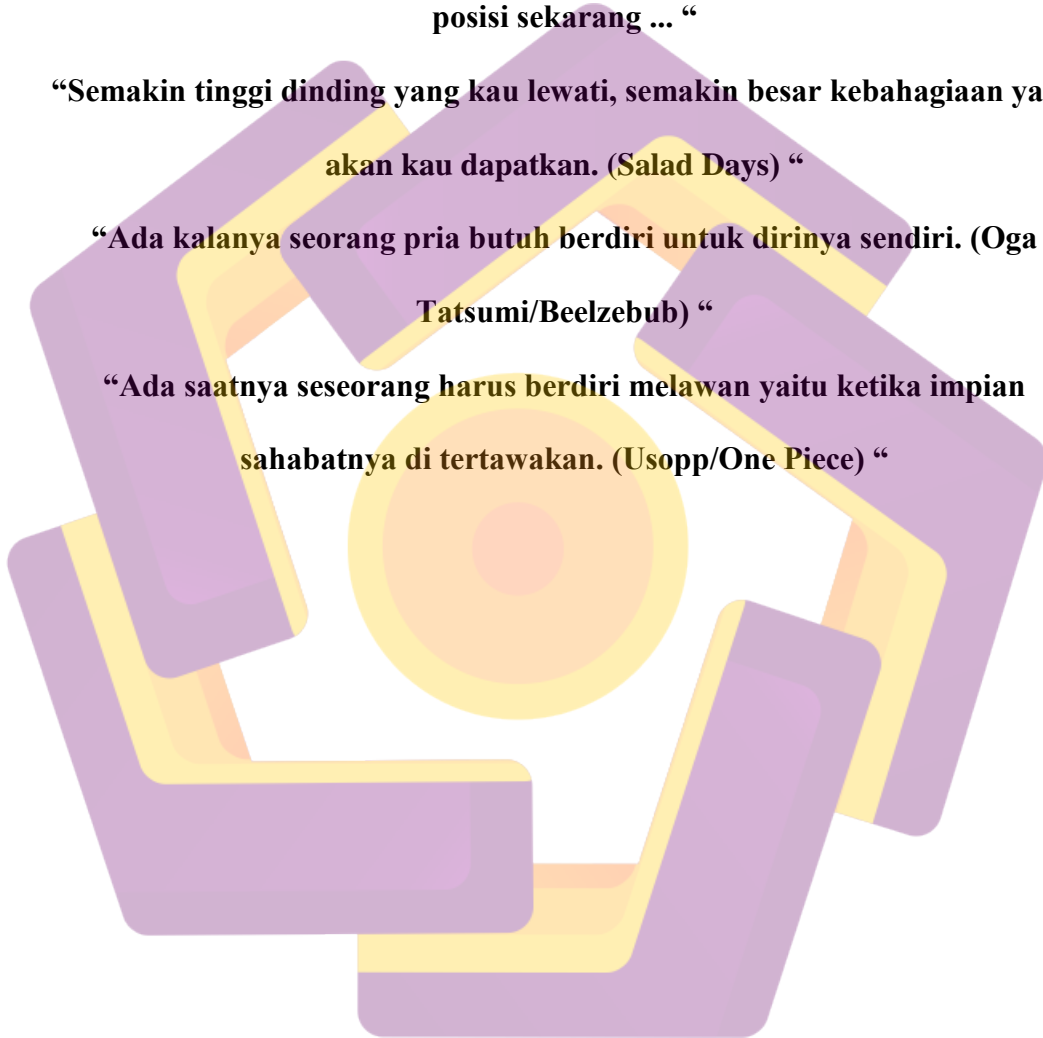 posisi sekarang ... “
“Semakin tinggi dinding yang kau lewati, semakin besar kebahagiaan ya
akan kau dapatkan. (Salad Days) “
“Ada kalanya seorang pria butuh berdiri untuk dirinya sendiri. (Oga
Tatsumi/Beelzebub) “
“Ada saatnya seseorang harus berdiri melawan yaitu ketika impian
sahabatnya di tertawakan. (Usopp/One Piece) “